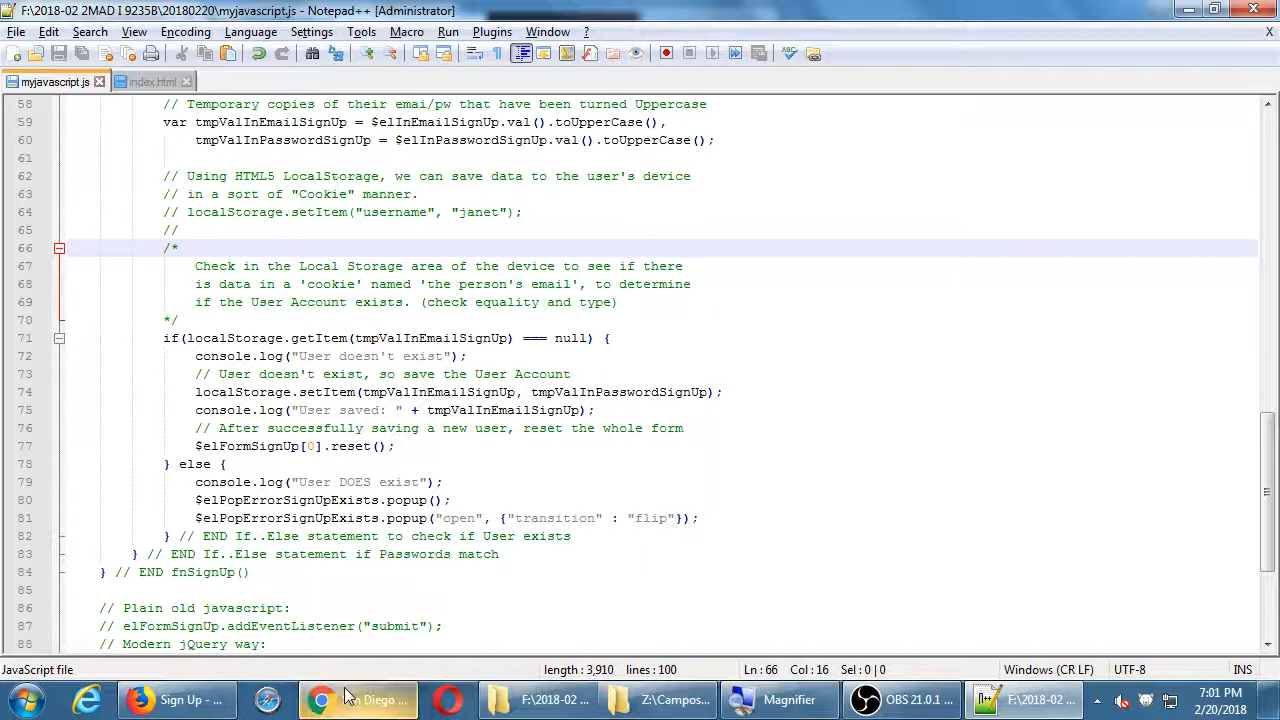 F:\2018-02 2MAD I 9235B\20180220\myjavascript.js - Notepad++ [Administrator]
File Edit Search View Encoding Language Settings Tools Macro Run Plugins Window ? X
myjavascript.js index.html
58 // Temporary copies of their emai/pw that have been turned Uppercase
59 var tmpValInEmailSignUp = $elInEmailSignUp.val().toUpperCase(),
60 tmpValInPasswordSignUp = $elInPasswordSignUp.val().toUpperCase();
61
62 // Using HTML5 LocalStorage, we can save data to the user's device
63 // in a sort of "Cookie" manner.
64 // localStorage.setItem("username", "janet");
65 //
66 /*
67 Check in the Local Storage area of the device to see if there
68 is data in a 'cookie' named 'the person's email', to determine
69 if the User Account exists. (check equality and type)
70 */
71 if(localStorage.getItem(tmpValInEmailSignUp) === null) {
72 console.log("User doesn't exist");
73 // User doesn't exist, so save the User Account
74 localStorage.setItem(tmpValInEmailSignUp, tmpValInPasswordSignUp);
75 console.log("User saved: " + tmpValInEmailSignUp);
76 // After successfully saving a new user, reset the whole form
77 $elFormSignUp[0].reset();
78 } else {
79 console.log("User DOES exist");
80 $elPopErrorSignUpExists.popup();
81 $elPopErrorSignUpExists.popup("open", {"transition" : "flip"});
82 } // END If..Else statement to check if User exists
83 } // END If..Else statement if Passwords match
84 } // END fnSignUp()
85
86 // Plain old javascript:
87 // elFormSignUp.addEventListener("submit");
88 // Modern jQuery way:
JavaScript file length : 3,910 lines : 100 Ln : 66 Col : 16 Sel : 0 | 0 Windows (CR LF) UTF-8 INS
Sign Up - ... Diego ... F:\2018-02 ... Z:\Campos... Magnifier OBS 21.0.1 ... F:\2018-02 ... 7:01 PM
2/20/2018